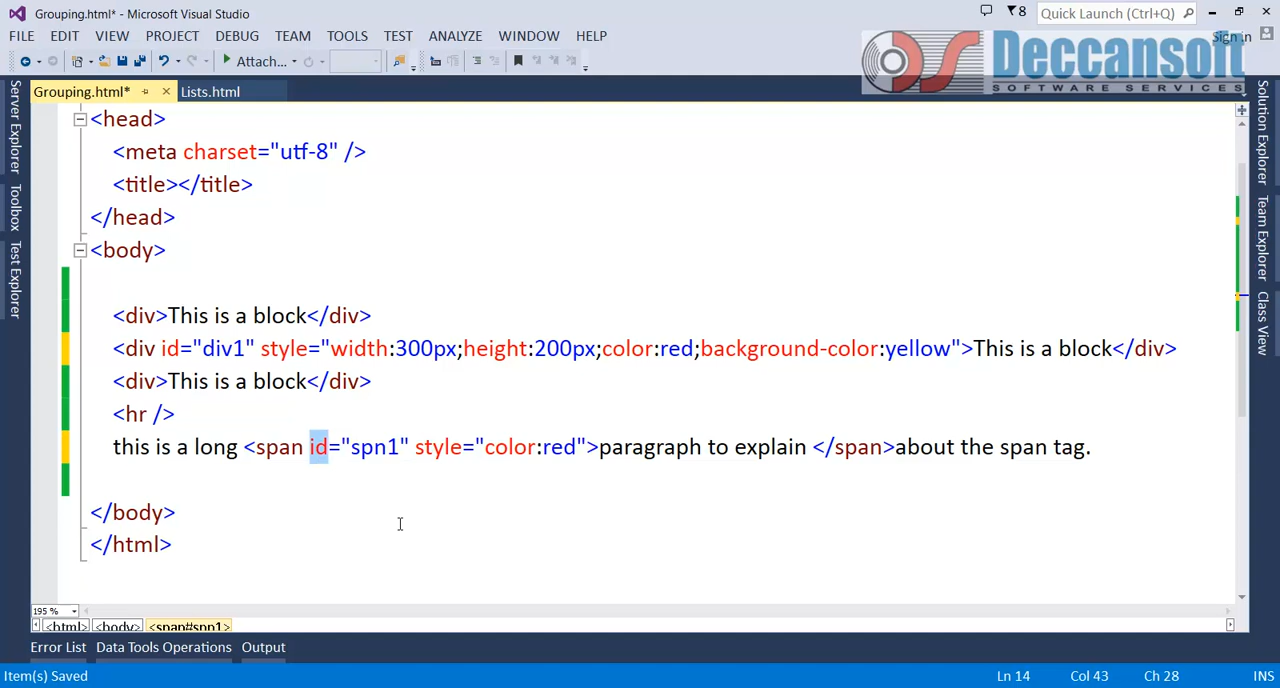 Grouping.html* - Microsoft Visual Studio
8
Quick Launch (Ctrl+Q)
FILE EDIT VIEW PROJECT DEBUG TEAM TOOLS TEST ANALYZE WINDOW HELP
Sign in
Attach...
Deccansoft
SOFTWARE SERVICES
Grouping.html* Lists.html
Server Explorer
Toolbox
Test Explorer
Solution Explorer
Team Explorer
Class View
<head>
<meta charset="utf-8" />
<title></title>
</head>
<body>
<div>This is a block</div>
<div id="div1" style="width:300px;height:200px;color:red;background-color:yellow">This is a block</div>
<div>This is a block</div>
<hr />
this is a long <span id="spn1" style="color:red">paragraph to explain </span>about the span tag.
</body>
</html>
195 %
<html> <body> <span#spn1>
Error List Data Tools Operations Output
Item(s) Saved Ln 14 Col 43 Ch 28 INS